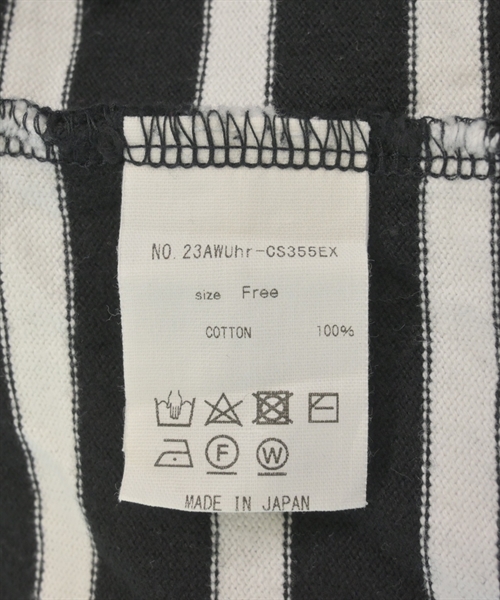 NO. 23AWUhr-CS355EX
size Free
COTTON 100%
F W
MADE IN JAPAN